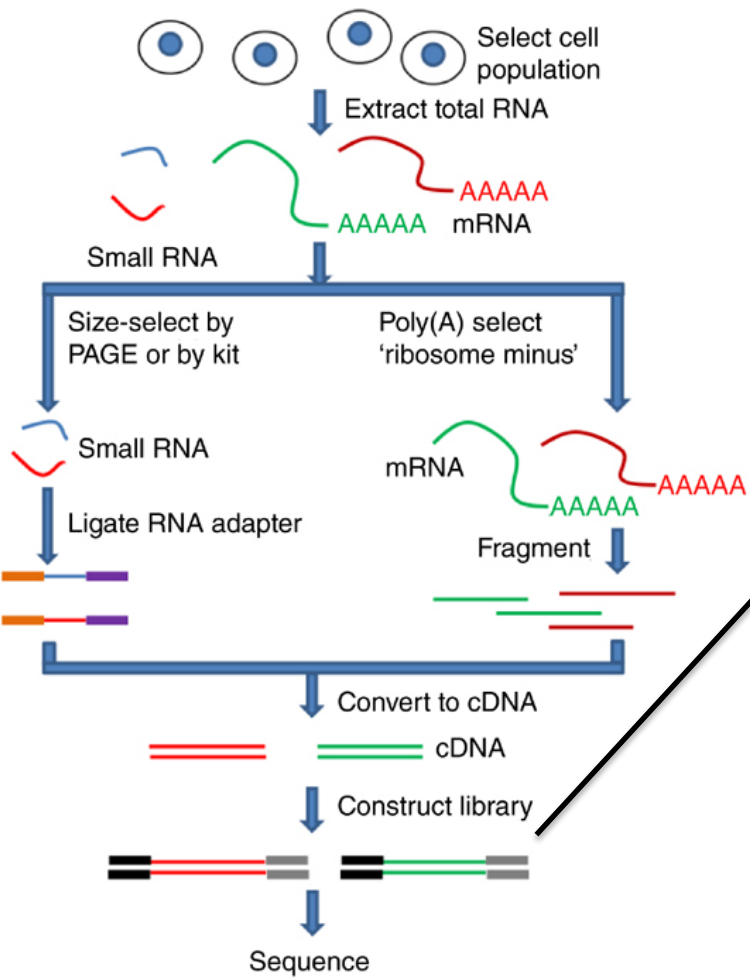 Select cell
population
Extract total RNA
AAAAA
AAAAA
mRNA
Small RNA
Size-select by
PAGE or by kit
Poly(A) select
‘ribosome minus’
Small RNA
mRNA
AAAAA
AAAAA
Ligate RNA adapter
Fragment
Convert to cDNA
cDNA
Construct library
Sequence